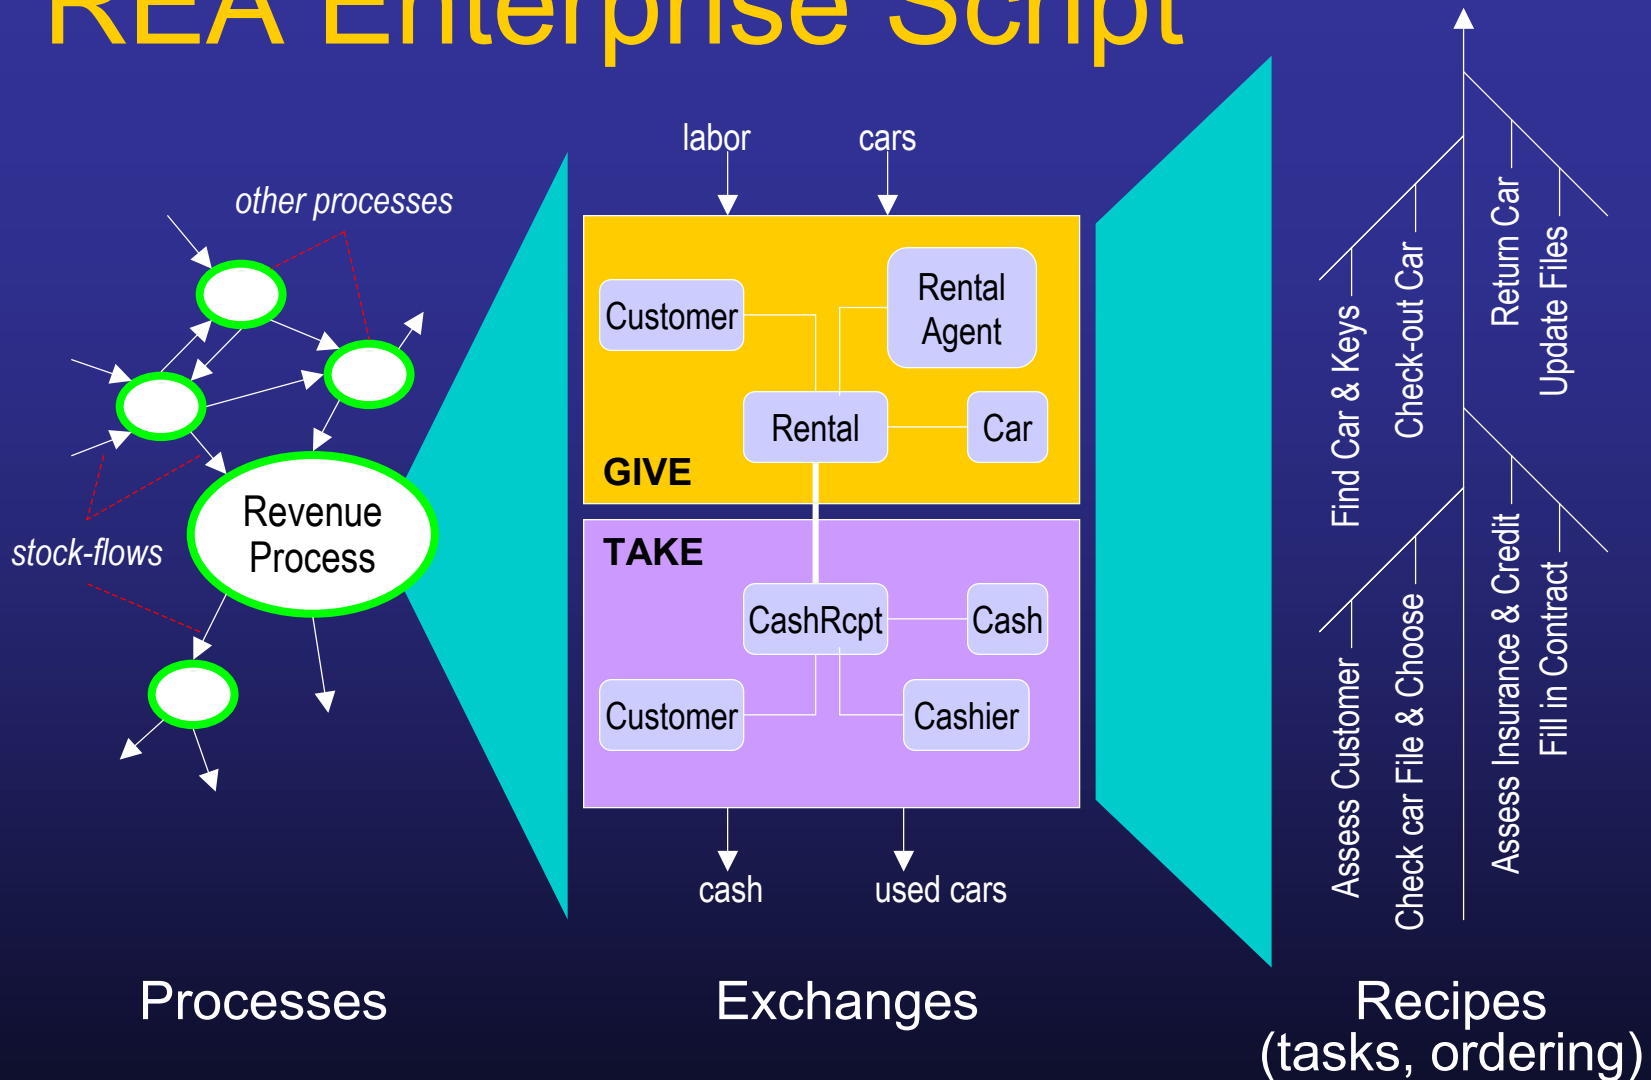 REA Enterprise Script
other processes
stock-flows
Revenue
Process
labor
cars
Customer
Rental
Agent
Rental
Car
GIVE
TAKE
CashRcpt
Cash
Customer
Cashier
cash
used cars
Find Car & Keys
Check-out Car
Return Car
Update Files
Assess Customer
Check car File & Choose
Assess Insurance & Credit
Fill in Contract
Processes
Exchanges
Recipes
(tasks, ordering)